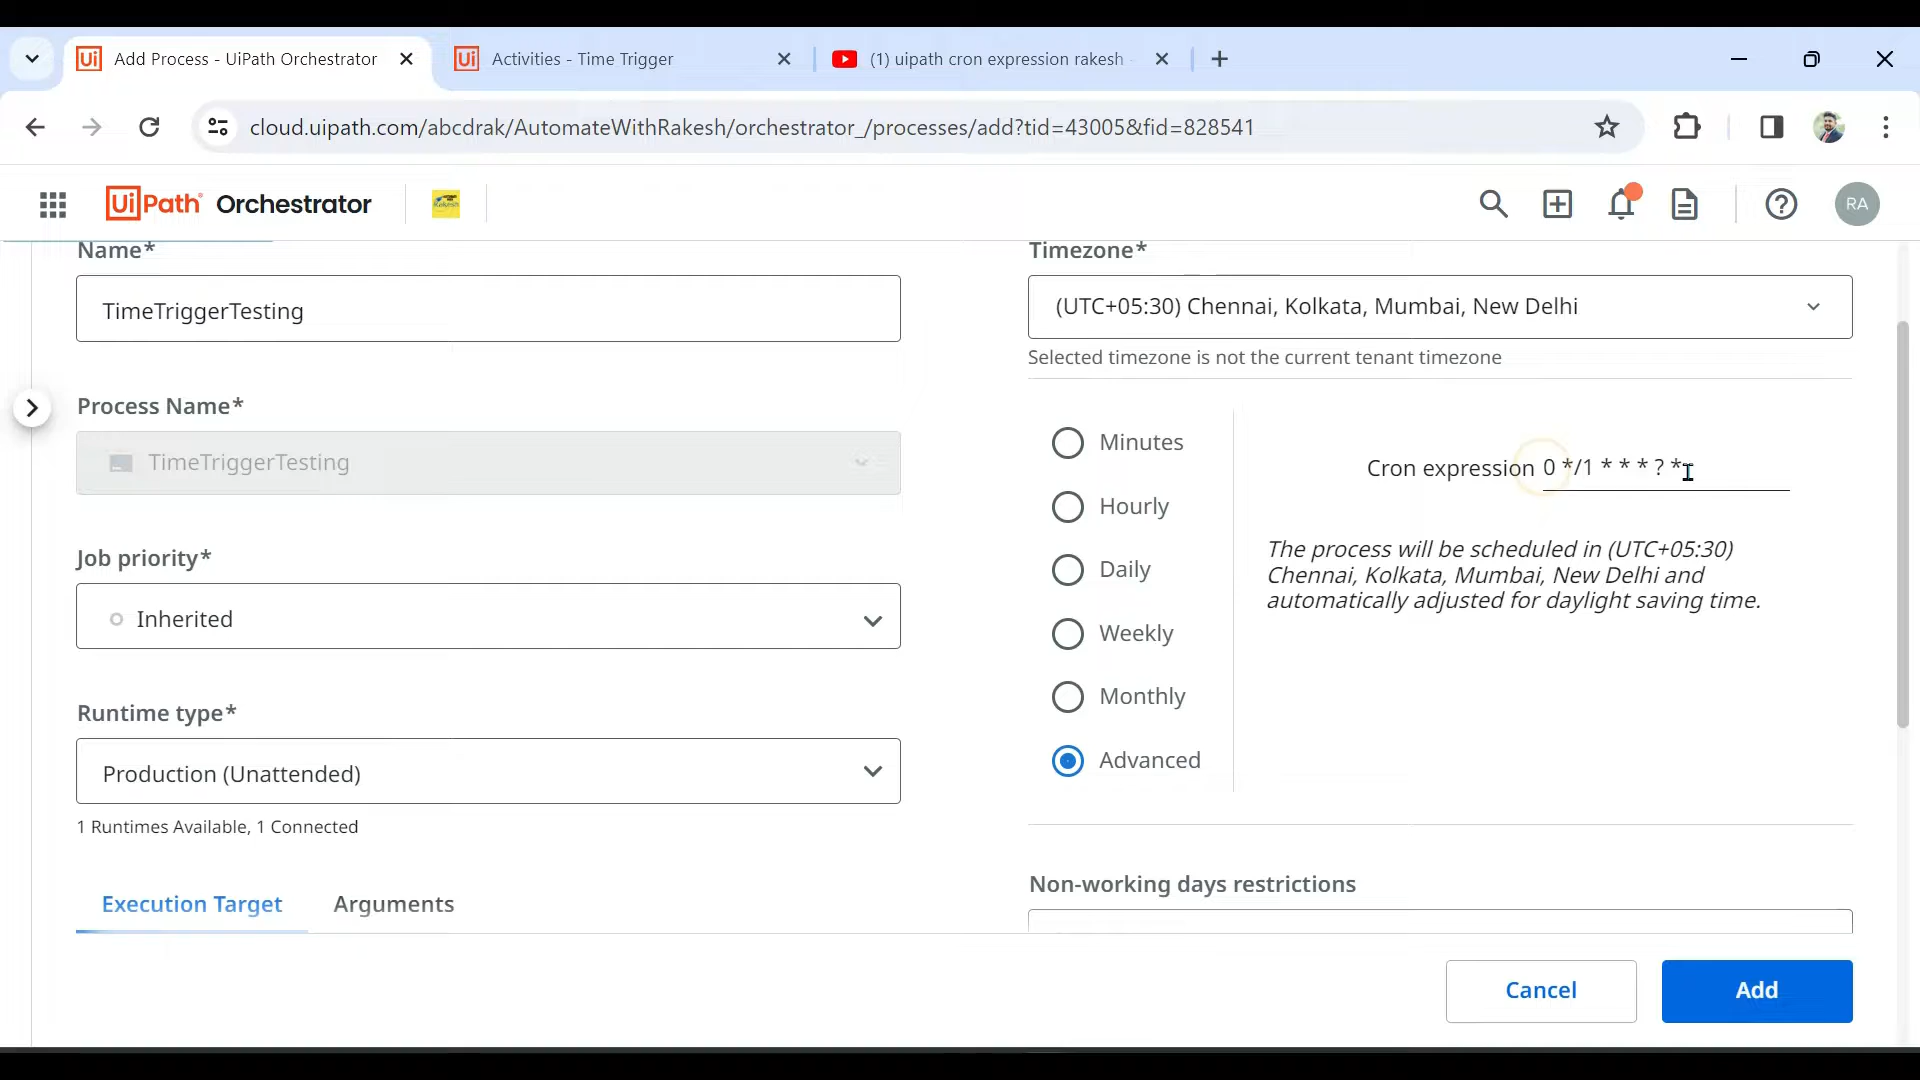 Add Process - UiPath Orchestrator
Activities - Time Trigger
(1) uipath cron expression rakesh
cloud.uipath.com/abcdrak/AutomateWithRakesh/orchestrator_/processes/add?tid=43005&fid=828541
UiPath Orchestrator
RA
Name*
TimeTriggerTesting
Process Name*
TimeTriggerTesting
Job priority*
Inherited
Runtime type*
Production (Unattended)
1 Runtimes Available, 1 Connected
Execution Target
Arguments
Timezone*
(UTC+05:30) Chennai, Kolkata, Mumbai, New Delhi
Selected timezone is not the current tenant timezone
Minutes
Hourly
Daily
Weekly
Monthly
Advanced
Cron expression 0 */1 * * * ? *
The process will be scheduled in (UTC+05:30)
Chennai, Kolkata, Mumbai, New Delhi and
automatically adjusted for daylight saving time.
Non-working days restrictions
Cancel
Add